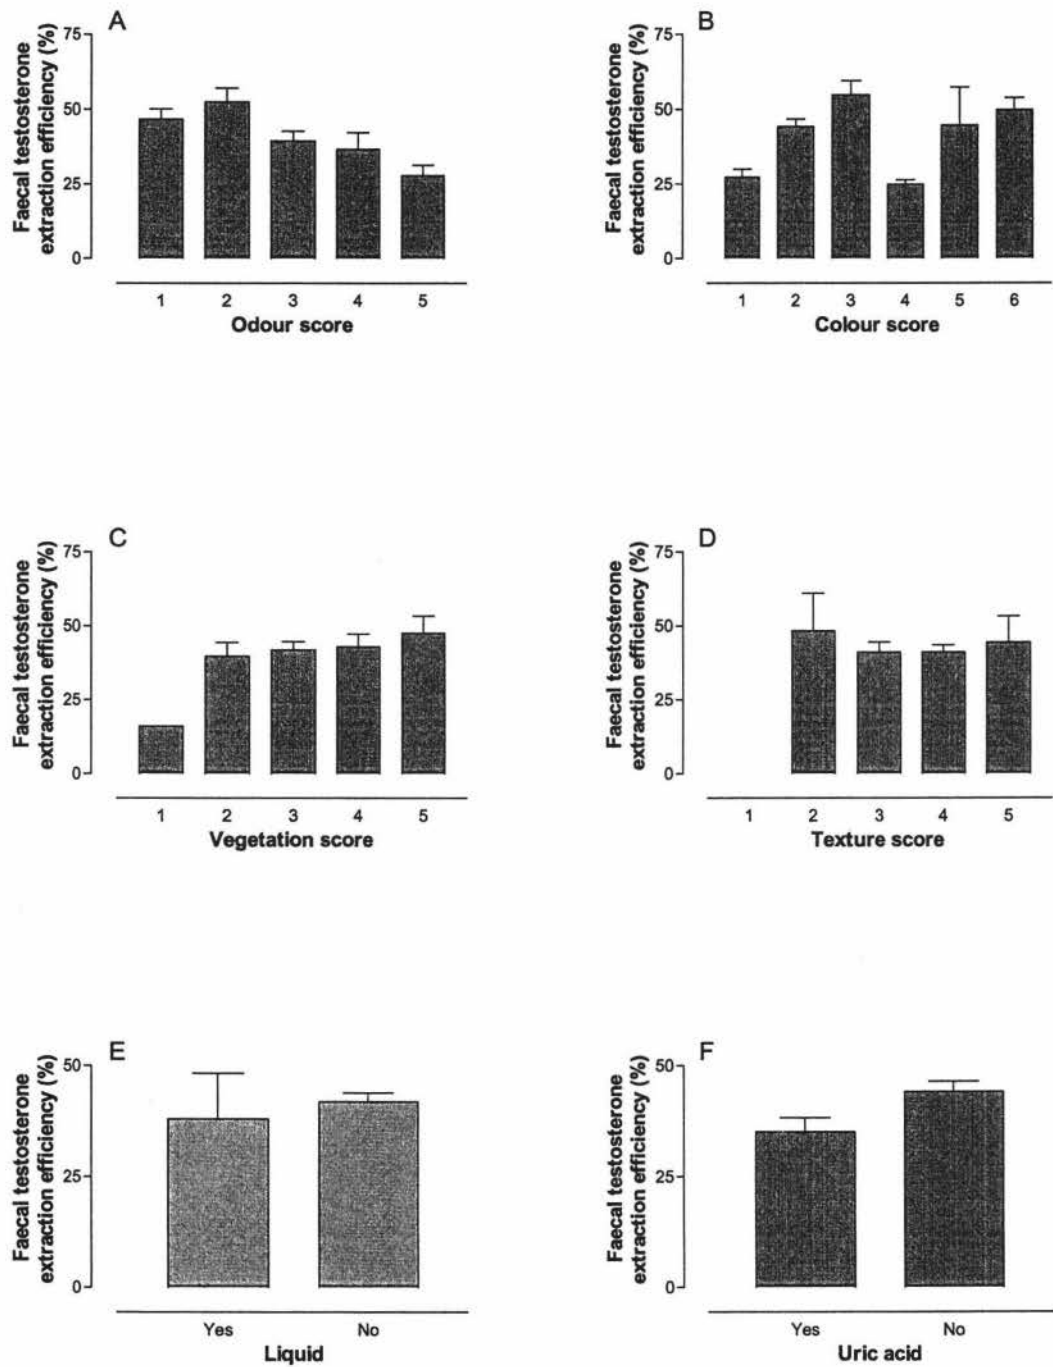 A
Faecal testosterone
extraction efficiency (%)
75
50
25
0
1 2 3 4 5
Odour score
B
Faecal testosterone
extraction efficiency (%)
75
50
25
0
1 2 3 4 5 6
Colour score
C
Faecal testosterone
extraction efficiency (%)
75
50
25
0
1 2 3 4 5
Vegetation score
D
Faecal testosterone
extraction efficiency (%)
75
50
25
0
1 2 3 4 5
Texture score
E
Faecal testosterone
extraction efficiency (%)
50
25
0
Yes No
Liquid
F
Faecal testosterone
extraction efficiency (%)
50
25
0
Yes No
Uric acid